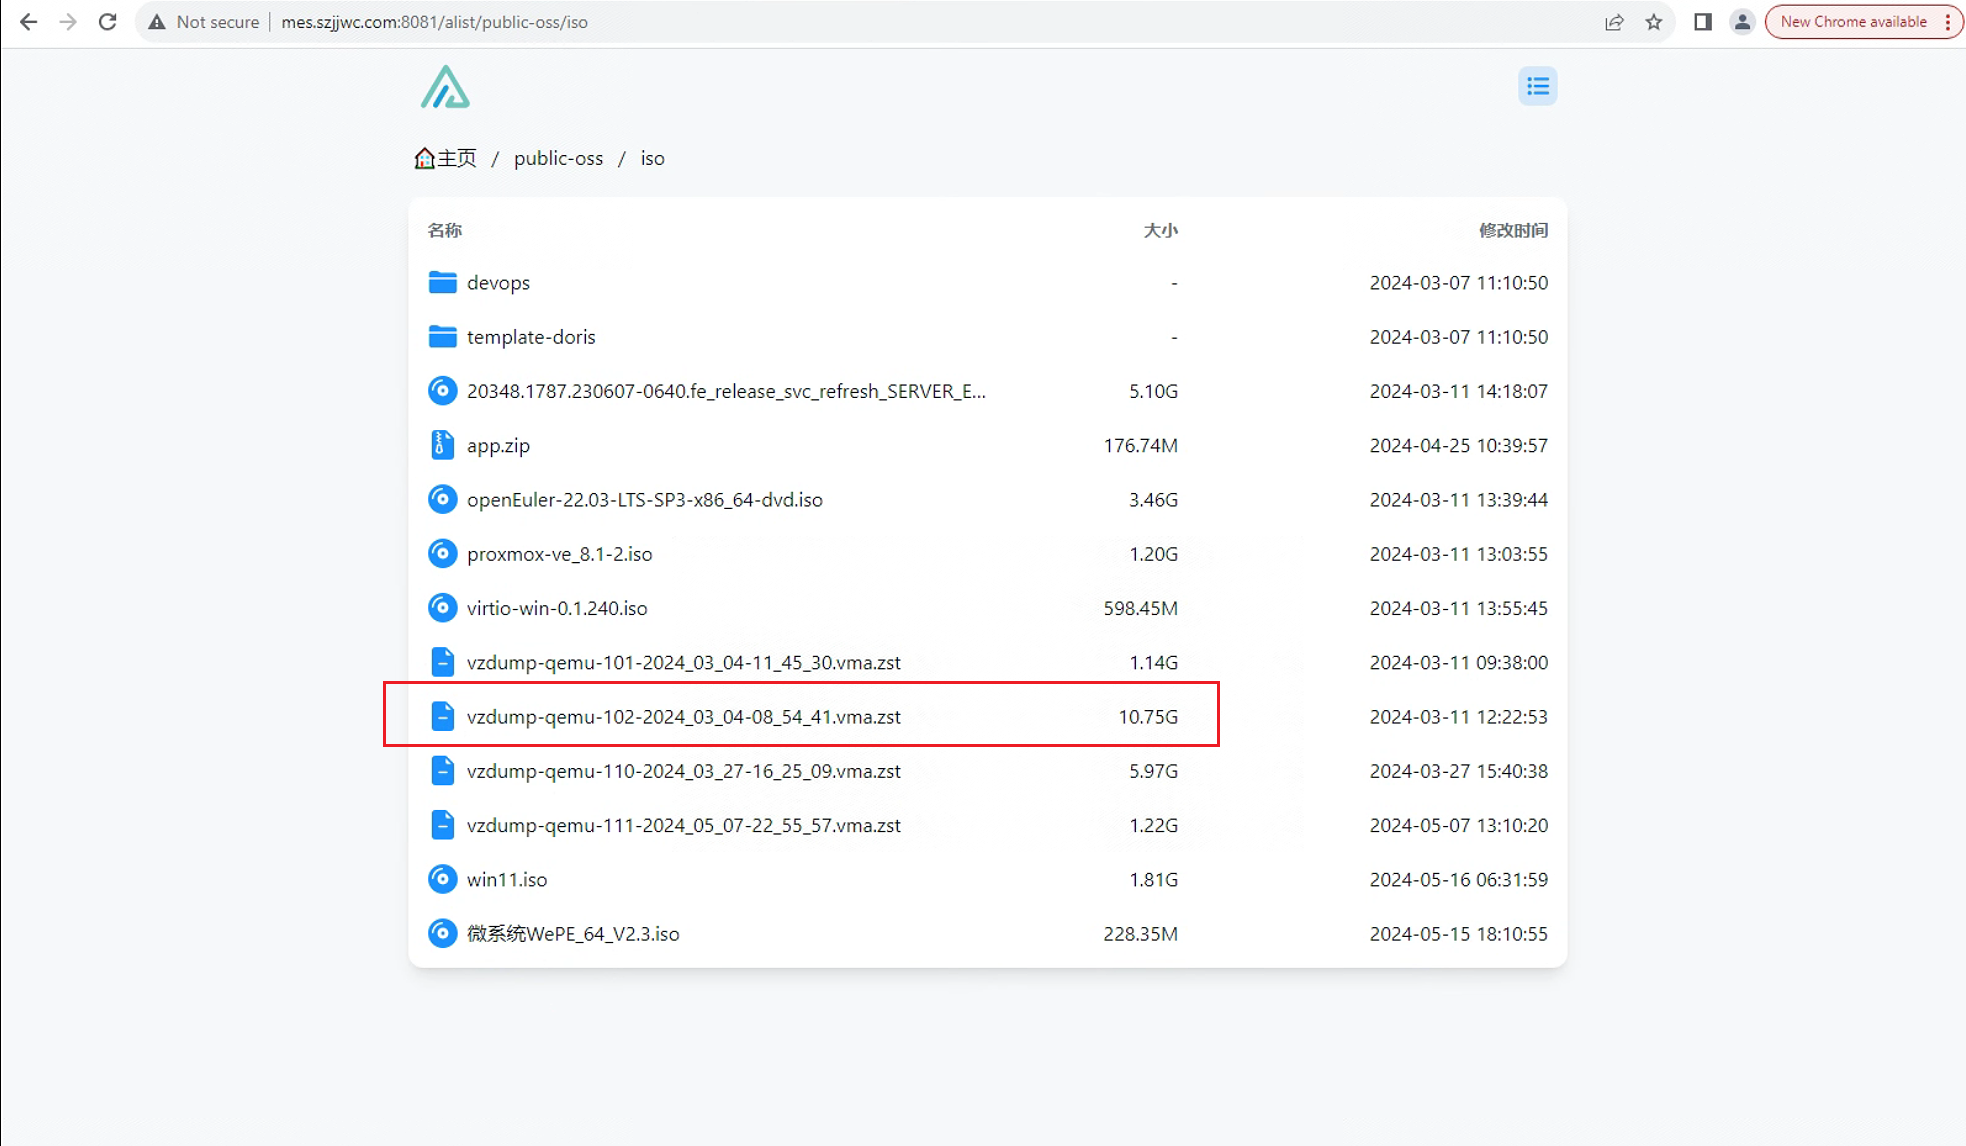 Not secure mes.szjjwc.com:8081/alist/public-oss/iso New Chrome available
主页 / public-oss / iso
名称 大小 修改时间
devops - 2024-03-07 11:10:50
template-doris - 2024-03-07 11:10:50
20348.1787.230607-0640.fe_release_svc_refresh_SERVER_E... 5.10G 2024-03-11 14:18:07
app.zip 176.74M 2024-04-25 10:39:57
openEuler-22.03-LTS-SP3-x86_64-dvd.iso 3.46G 2024-03-11 13:39:44
proxmox-ve_8.1-2.iso 1.20G 2024-03-11 13:03:55
virtio-win-0.1.240.iso 598.45M 2024-03-11 13:55:45
vzdump-qemu-101-2024_03_04-11_45_30.vma.zst 1.14G 2024-03-11 09:38:00
vzdump-qemu-102-2024_03_04-08_54_41.vma.zst 10.75G 2024-03-11 12:22:53
vzdump-qemu-110-2024_03_27-16_25_09.vma.zst 5.97G 2024-03-27 15:40:38
vzdump-qemu-111-2024_05_07-22_55_57.vma.zst 1.22G 2024-05-07 13:10:20
win11.iso 1.81G 2024-05-16 06:31:59
微系统WePE_64_V2.3.iso 228.35M 2024-05-15 18:10:55